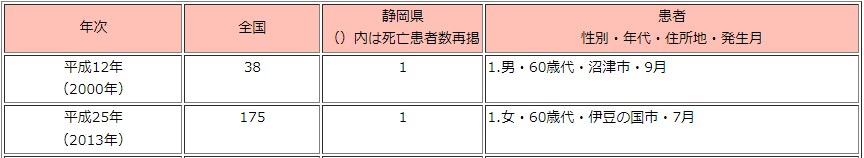 年次 全国 静岡県 患者
（）内は死亡患者数再掲 性別・年代・住所地・発生月
平成12年 38 1 1.男・60歳代・沼津市・9月
（2000年）
平成25年 175 1 1.女・60歳代・伊豆の国市・7月
（2013年）